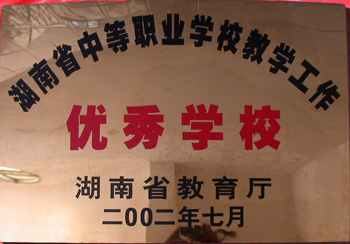 湖南省中等职业学校教学工作
优秀学校
湖南省教育厅
二00二年七月